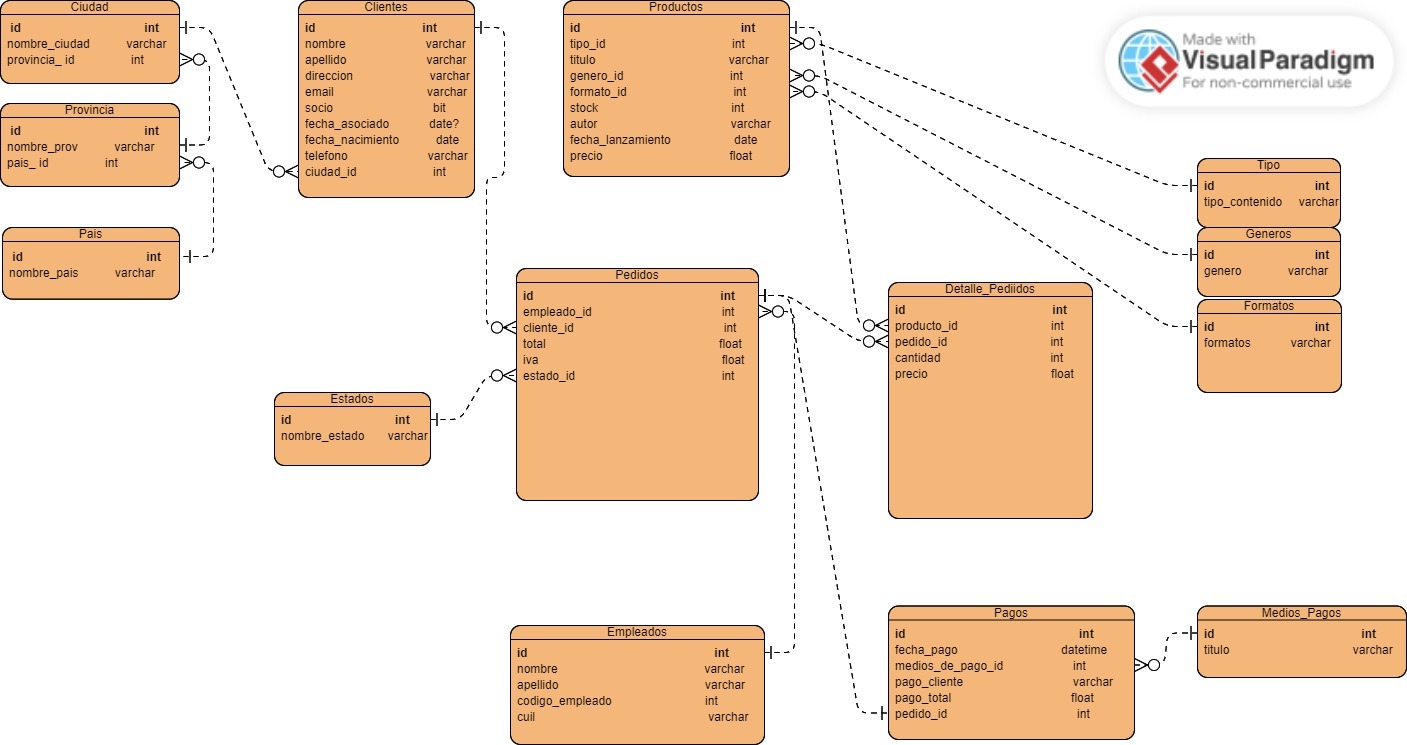 Ciudad
id int
nombre_ciudad varchar
provincia_ id int
Provincia
id int
nombre_prov varchar
pais_ id int
Pais
id int
nombre_pais varchar
Clientes
id int
nombre varchar
apellido varchar
direccion varchar
email varchar
socio bit
fecha_asociado date?
fecha_nacimiento date
telefono varchar
ciudad_id int
Productos
id int
tipo_id int
titulo varchar
genero_id int
formato_id int
stock int
autor varchar
fecha_lanzamiento date
precio float
Made with
VisualParadigm
For non-commercial use
Tipo
id int
tipo_contenido varchar
Generos
id int
genero varchar
Formatos
id int
formatos varchar
Pedidos
id int
empleado_id int
cliente_id int
total float
iva float
estado_id int
Detalle_Pediidos
id int
producto_id int
pedido_id int
cantidad int
precio float
Estados
id int
nombre_estado varchar
Empleados
id int
nombre varchar
apellido varchar
codigo_empleado int
cuil varchar
Pagos
id int
fecha_pago datetime
medios_de_pago_id int
pago_cliente varchar
pago_total float
pedido_id int
Medios_Pagos
id int
titulo varchar